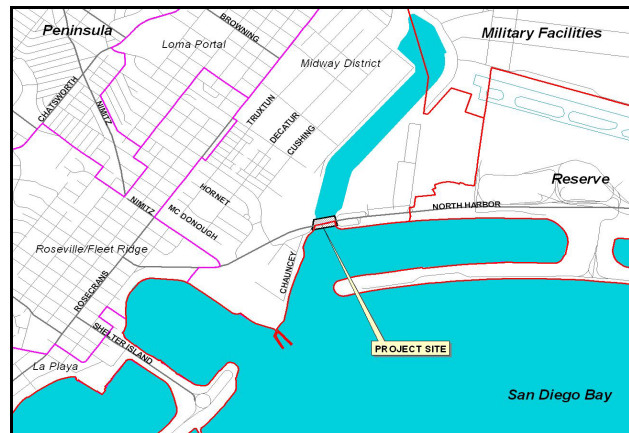 Peninsula
BROWNING
Military Facilities
Loma Portal
Midway District
CHATSWORTH
NIMITZ
TRUXTUN
DECATUR
CUSHING
Reserve
HORNET
NIMITZ
MC DONOUGH
NORTH HARBOR
Roseville/Fleet Ridge
CHAUNCEY
ROSECRANS
SHELTER ISLAND
PROJECT SITE
La Playa
San Diego Bay